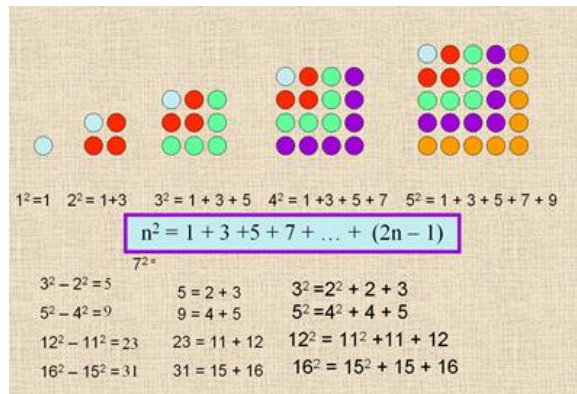 1² =1 2² = 1+3 3² = 1 + 3 + 5 4² = 1 +3 + 5 + 7 5² = 1 + 3 + 5 + 7 + 9
n² = 1 + 3 +5 + 7 + … + (2n – 1)
7² =
3² – 2² = 5 5 = 2 + 3 3² =2² + 2 + 3
5² – 4² = 9 9 = 4 + 5 5² =4² + 4 + 5
12² – 11² = 23 23 = 11 + 12 12² = 11² +11 + 12
16² – 15² = 31 31 = 15 + 16 16² = 15² + 15 + 16